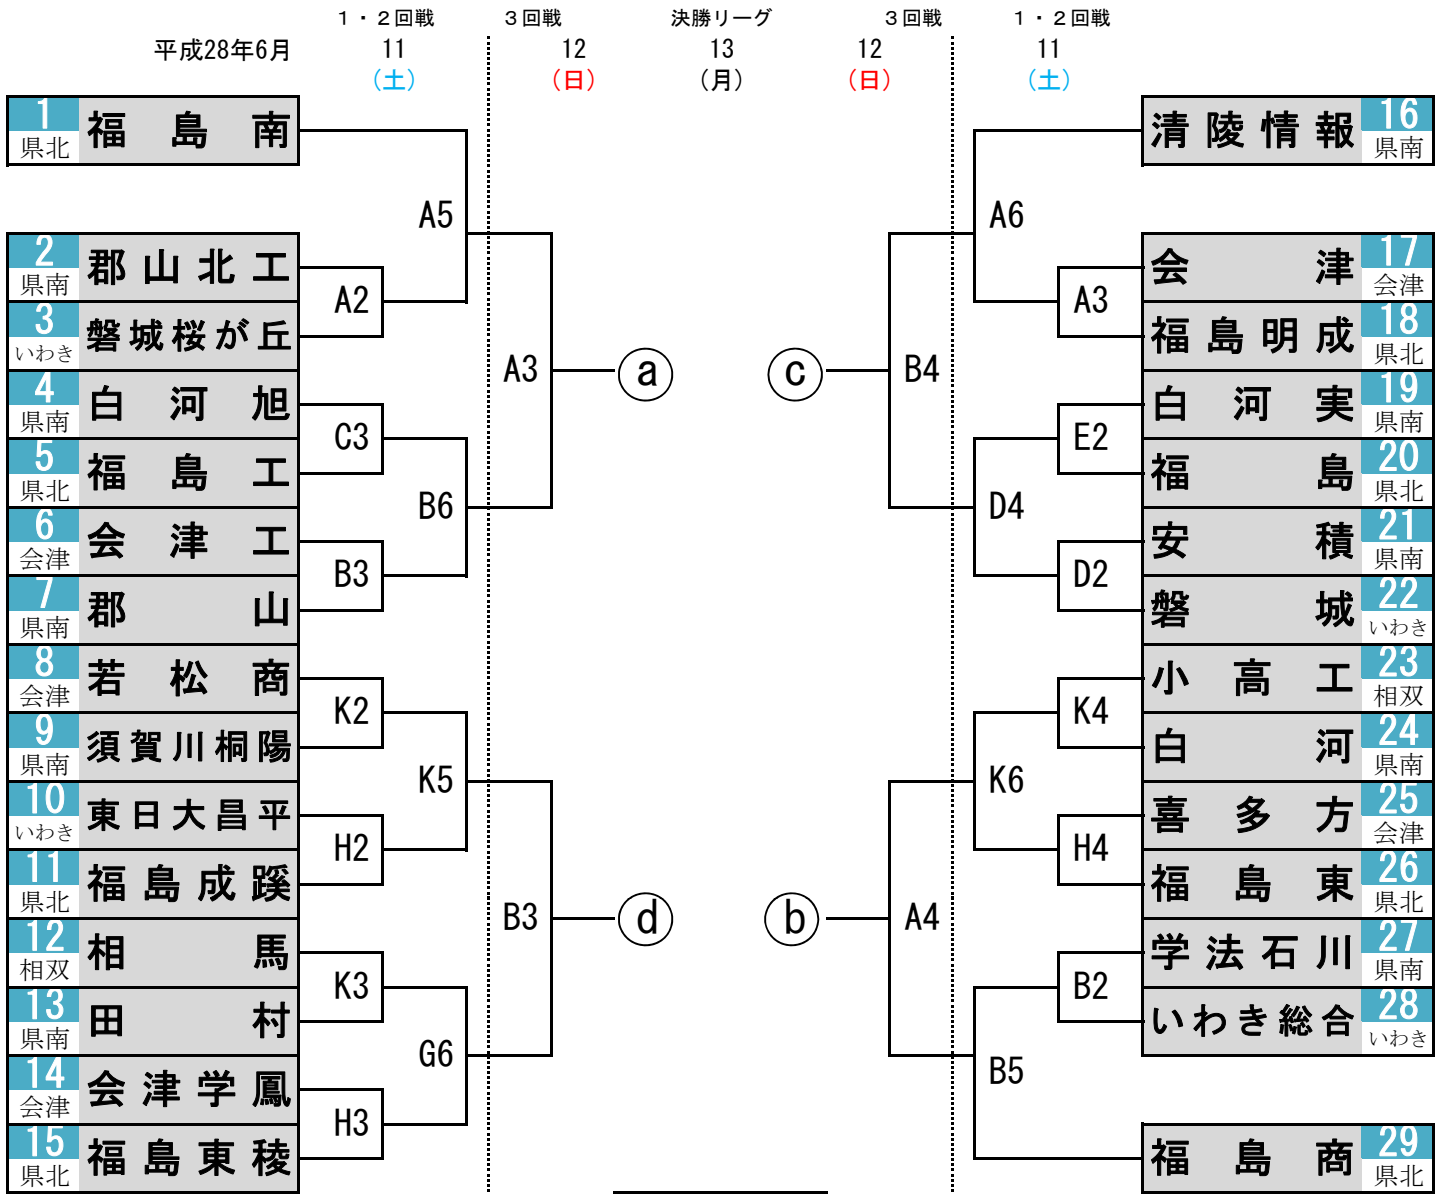 １・２回戦 ３回戦 決勝リーグ ３回戦 １・２回戦
平成28年6月 11 12 13 12 11
（土） （日） （月） （日） （土）
1 県北 福島南
2 県南 郡山北工
3 いわき 磐城桜が丘
4 県南 白河旭
5 県北 福島工
6 会津 会津工
7 県南 郡山
8 会津 若松商
9 県南 須賀川桐陽
10 いわき 東日大昌平
11 県北 福島成蹊
12 相双 相馬
13 県南 田村
14 会津 会津学鳳
15 県北 福島東稜
A5
A2
C3
B6
B3
K2
K5
H2
K3
G6
H3
A3
B3
a
d
c
b
B4
A4
A6
A3
E2
D4
D2
K4
K6
H4
B2
B5
清陵情報 16 県南
会津 17 会津
福島明成 18 県北
白河実 19 県南
福島 20 県北
安積 21 県南
磐城 22 いわき
小高工 23 相双
白河 24 県南
喜多方 25 会津
福島東 26 県北
学法石川 27 県南
いわき総合 28 いわき
福島商 29 県北